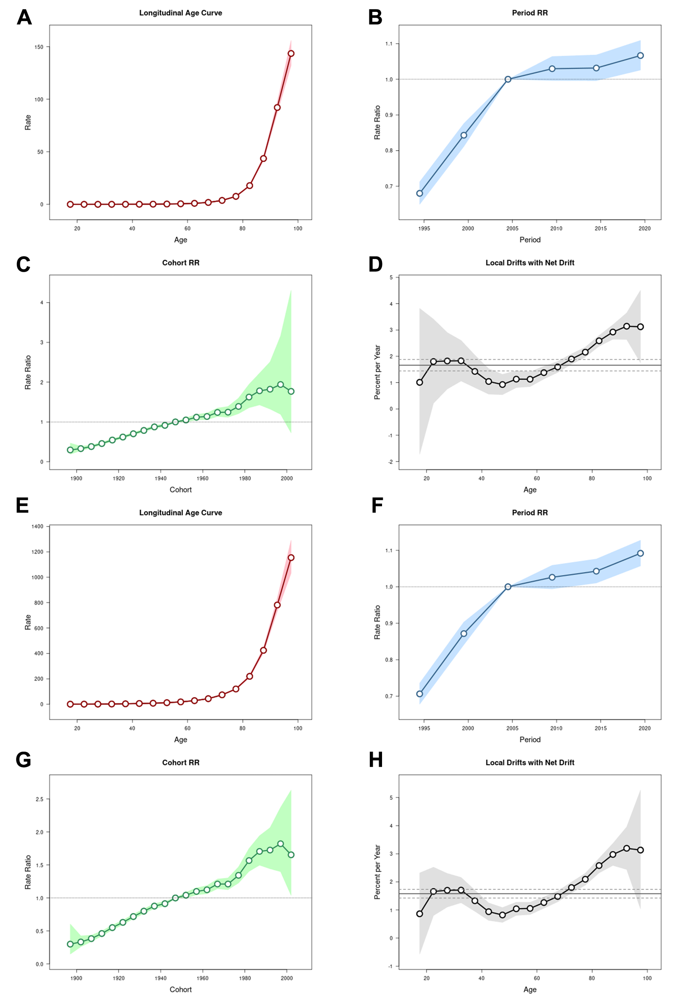 A
Longitudinal Age Curve
150
100
50
0
Rate
20 40 60 80 100
Age
B
Period RR
1.1
1.0
0.9
0.8
0.7
Rate Ratio
1995 2000 2005 2010 2015 2020
Period
C
Cohort RR
4
3
2
1
0
Rate Ratio
1900 1920 1940 1960 1980 2000
Cohort
D
Local Drifts with Net Drift
5
4
3
2
1
0
-1
-2
Percent per Year
20 40 60 80 100
Age
E
Longitudinal Age Curve
1400
1200
1000
800
600
400
200
0
Rate
20 40 60 80 100
Age
F
Period RR
1.1
1.0
0.9
0.8
0.7
Rate Ratio
1995 2000 2005 2010 2015 2020
Period
G
Cohort RR
2.5
2.0
1.5
1.0
0.5
0.0
Rate Ratio
1900 1920 1940 1960 1980 2000
Cohort
H
Local Drifts with Net Drift
5
4
3
2
1
0
-1
Percent per Year
20 40 60 80 100
Age